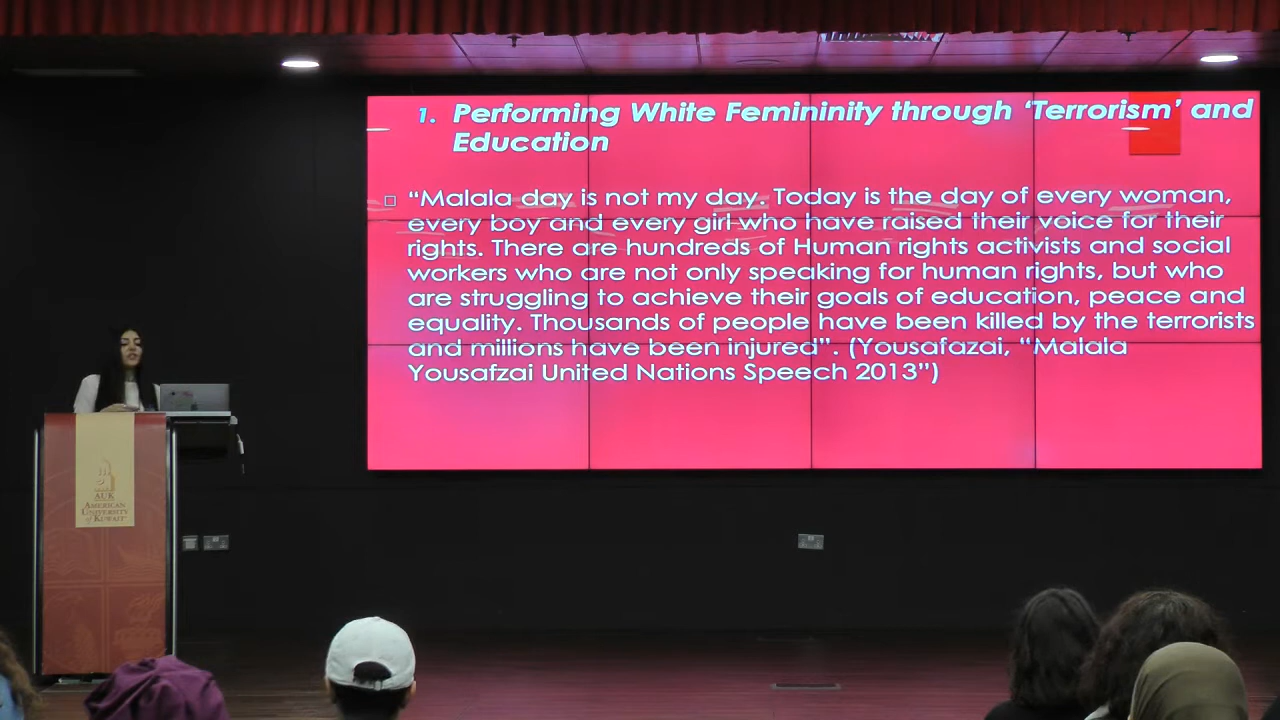 1. Performing White Femininity through ‘Terrorism’ and
Education
“Malala day is not my day. Today is the day of every woman,
every boy and every girl who have raised their voice for their
rights. There are hundreds of Human rights activists and social
workers who are not only speaking for human rights, but who
are struggling to achieve their goals of education, peace and
equality. Thousands of people have been killed by the terrorists
and millions have been injured”. (Yousafazai, “Malala
Yousafzai United Nations Speech 2013”)
AUK
AMERICAN
UNIVERSITY
of KUWAIT